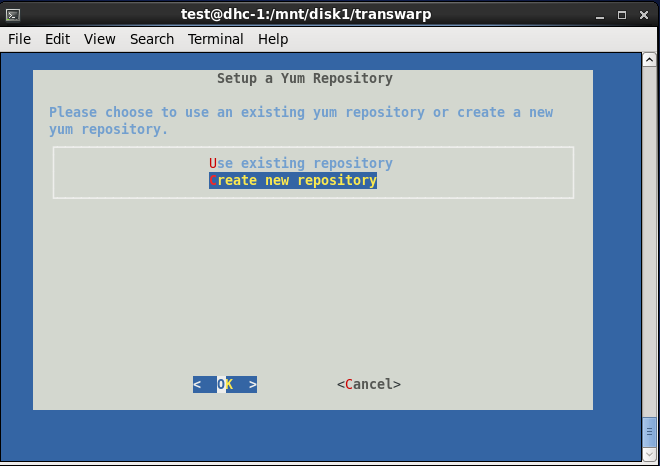 test@dhc-1:/mnt/disk1/transwarp
File Edit View Search Terminal Help
Setup a Yum Repository
Please choose to use an existing yum repository or create a new
yum repository.
Use existing repository
Create new repository
< OK > <Cancel>